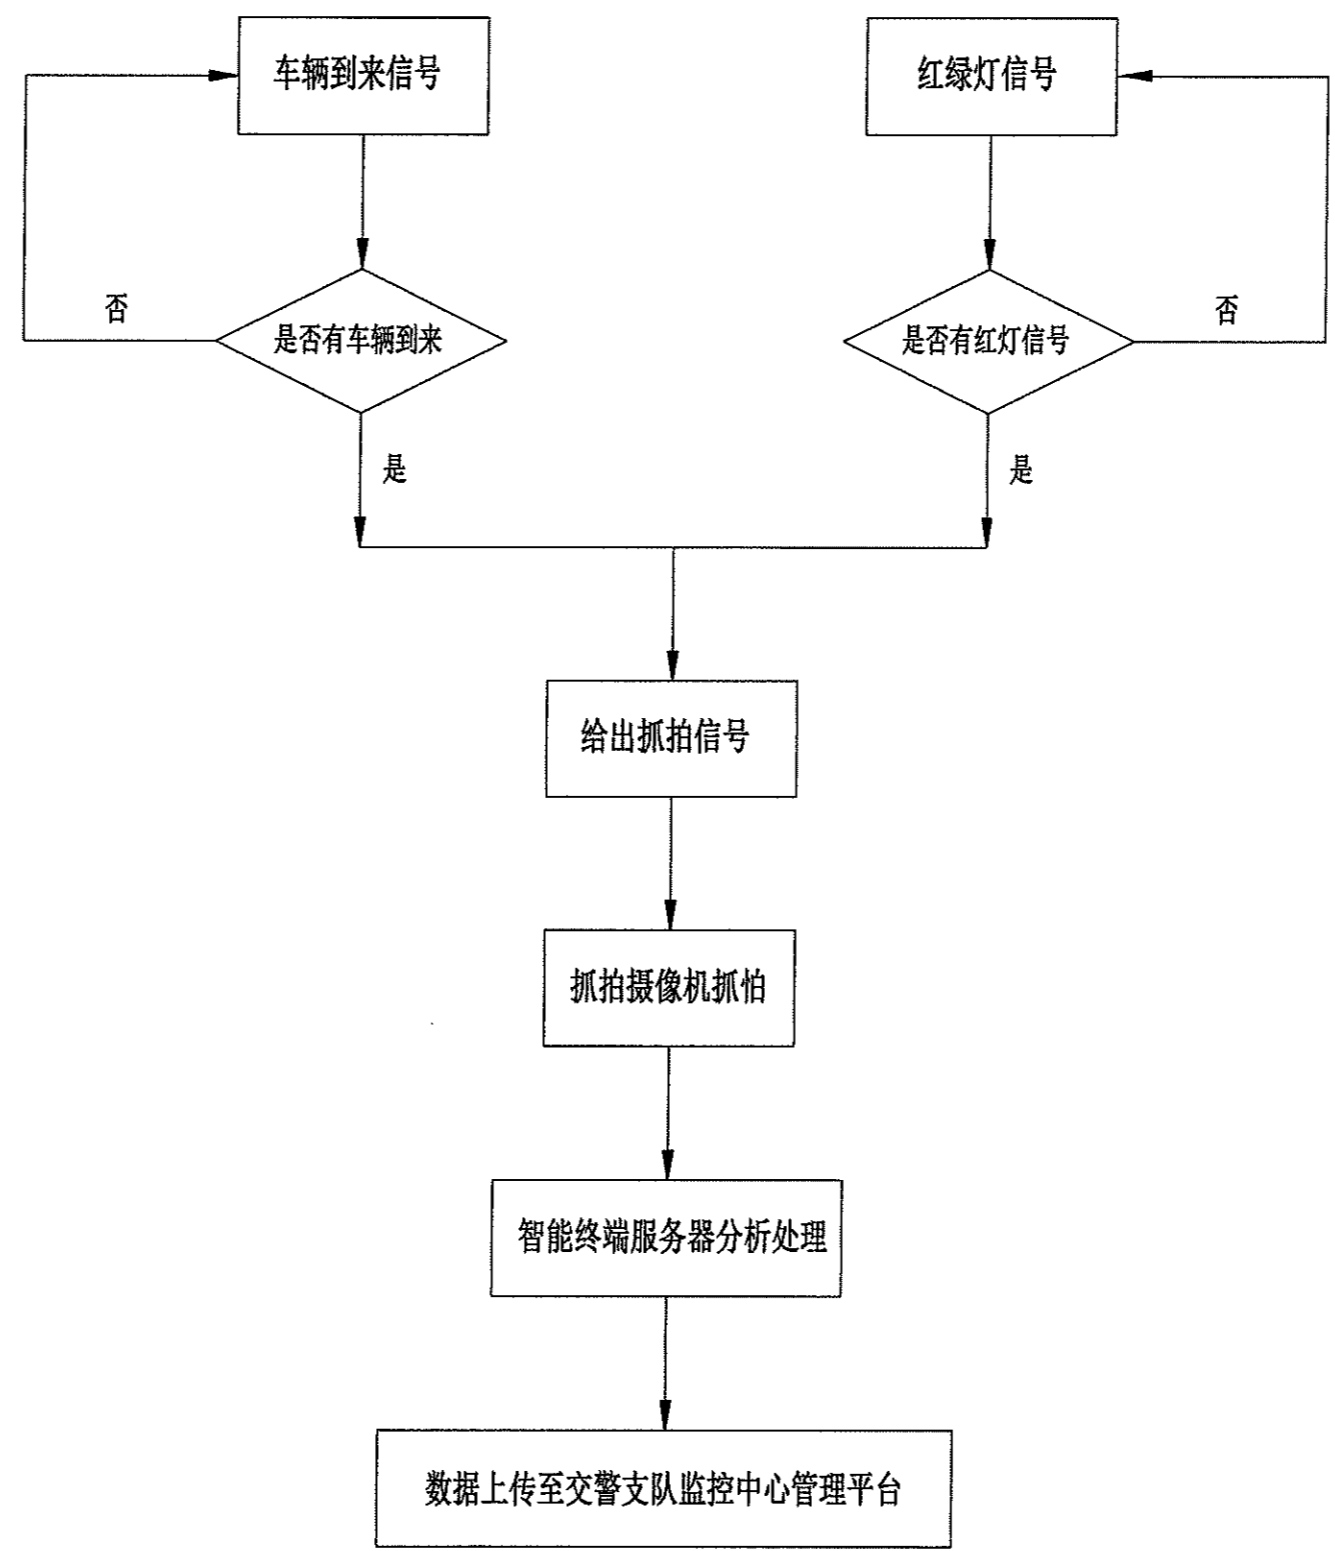 车辆到来信号
红绿灯信号
否
是否有车辆到来
是否有红灯信号
否
是
是
给出抓拍信号
抓拍摄像机抓怕
智能终端服务器分析处理
数据上传至交警支队监控中心管理平台